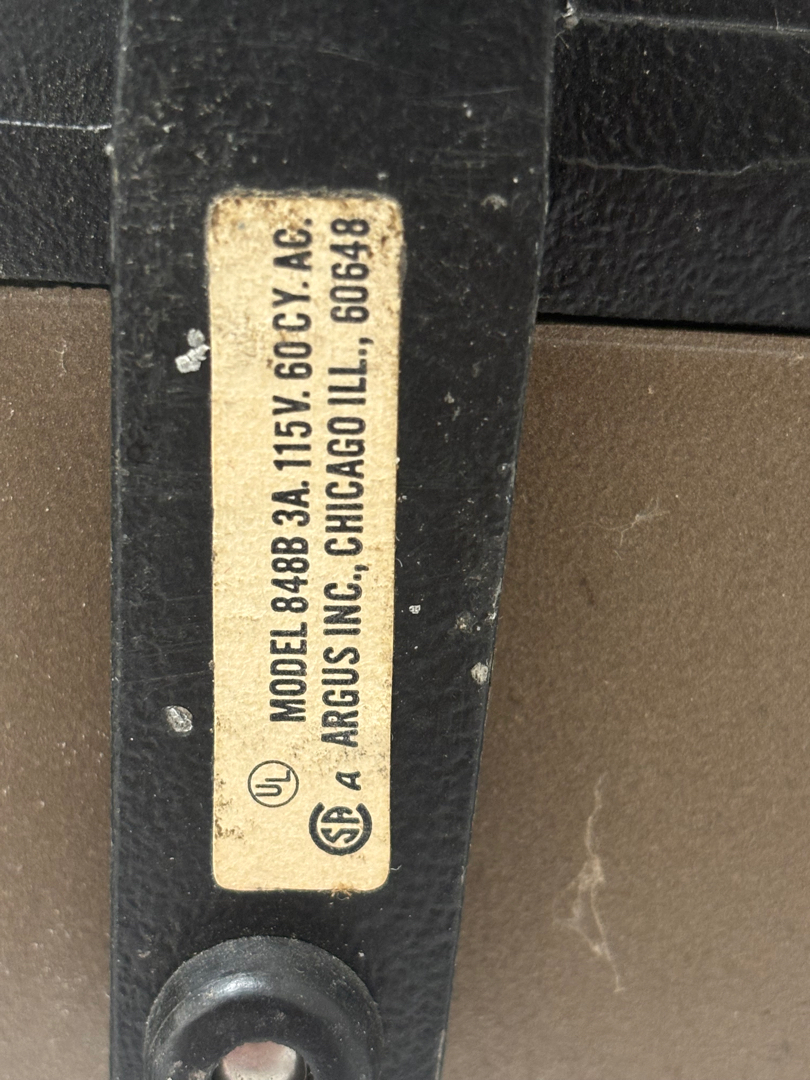 UL MODEL 848B 3A. 115V. 60 CY. AC.
SA A ARGUS INC., CHICAGO ILL., 60648